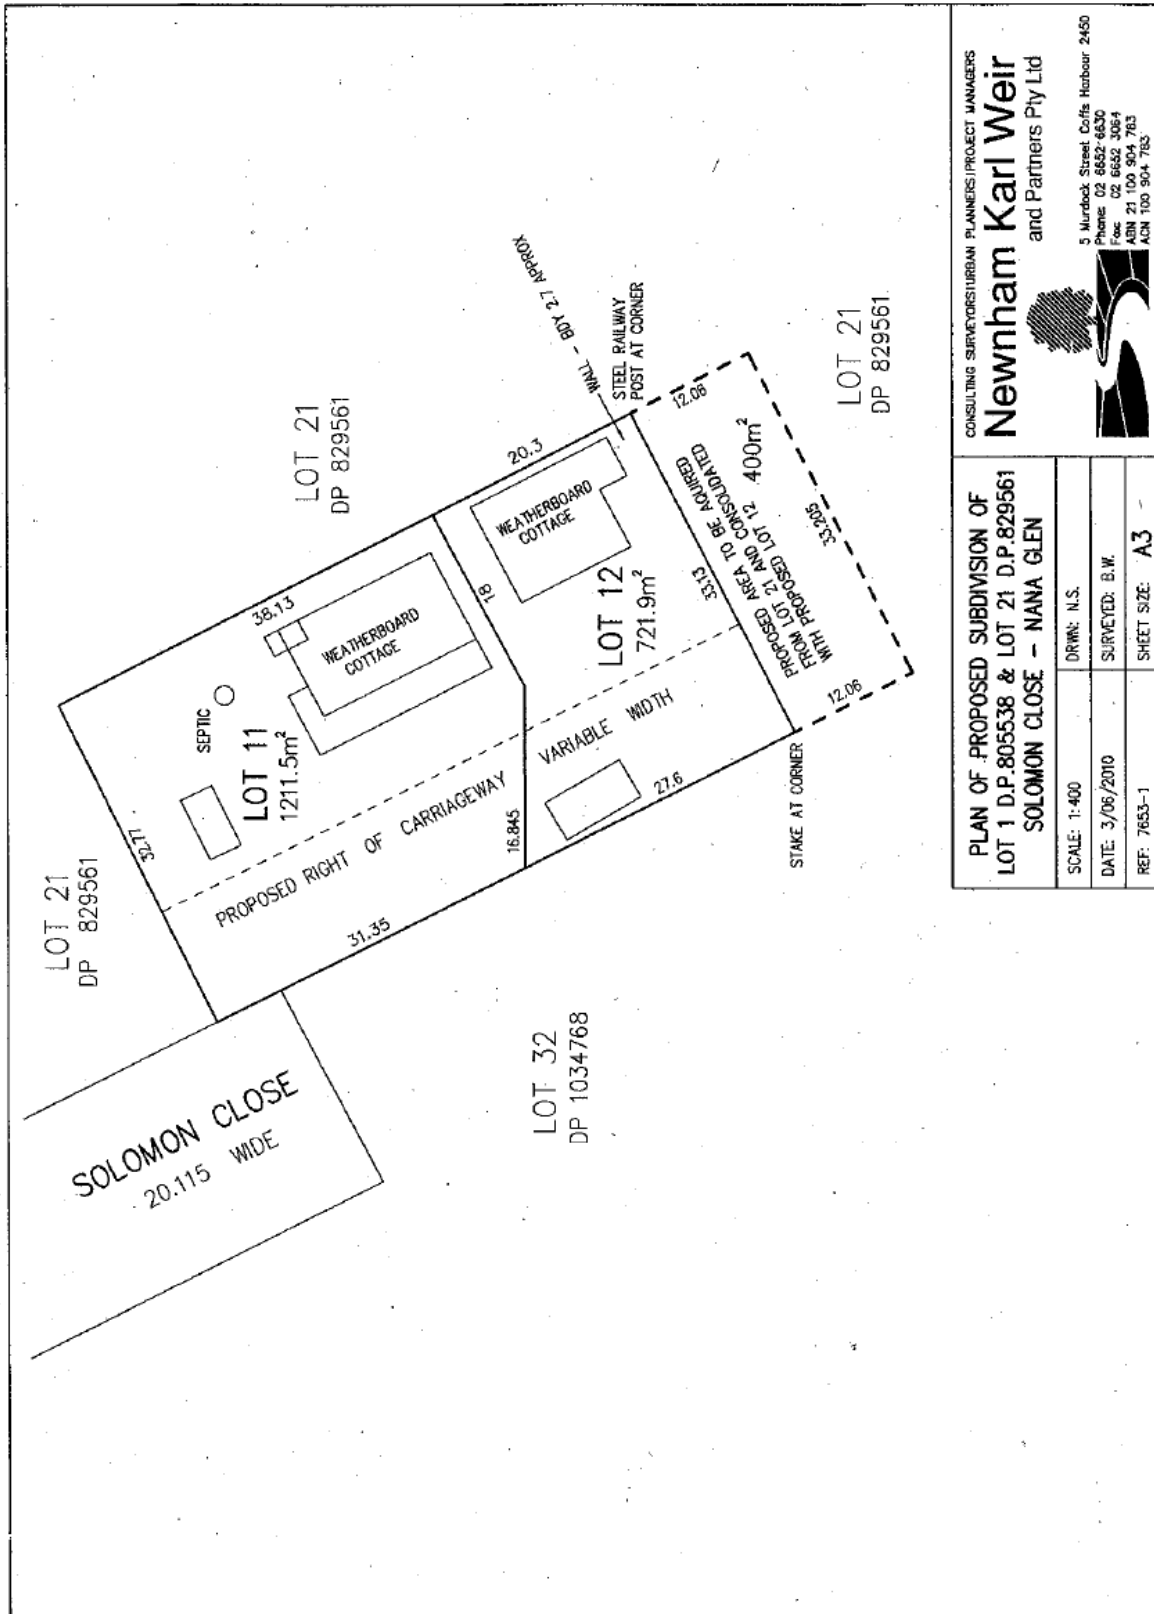 LOT 21
DP 829561
SOLOMON CLOSE
20.115 WIDE
32.77
SEPTIC
LOT 11
1211.5m²
38.13
WEATHERBOARD
COTTAGE
LOT 21
DP 829561
PROPOSED RIGHT OF CARRIAGEWAY VARIABLE WIDTH
31.35
16.845
18
20.3
WEATHERBOARD
COTTAGE
LOT 12
721.9m²
27.6
WALL - BDY 2.7 APPROX
STEEL RAILWAY
POST AT CORNER
12.06
33.13
PROPOSED AREA TO BE AQUIRED
FROM LOT 21 AND CONSOLIDATED
WITH PROPOSED LOT 12 400m²
33.205
12.06
STAKE AT CORNER
LOT 21
DP 829561
LOT 32
DP 1034768
PLAN OF PROPOSED SUBDIVISION OF
LOT 1 D.P.805538 & LOT 21 D.P.829561
SOLOMON CLOSE - NANA GLEN
SCALE: 1:400
DRWN: N.S.
DATE: 3/06/2010
SURVEYED: B.W.
REF: 7653-1
SHEET SIZE: A3
CONSULTING SURVEYORS|URBAN PLANNERS|PROJECT MANAGERS
Newnham Karl Weir
and Partners Pty Ltd
5 Murdock Street Coffs Harbour 2450
Phone: 02 6652 6630
Fax: 02 6652 3064
ABN 21 100 904 783
ACN 100 904 783